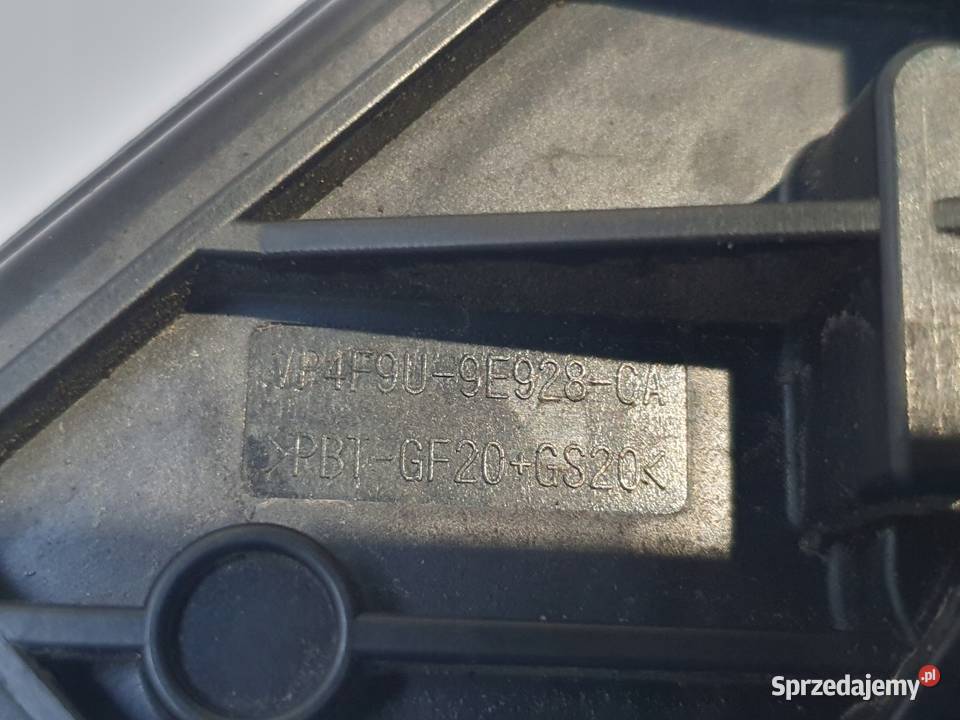 VP4F9U-9E928-CA
>PBT-GF20+GS20<
Sprzedajemy.pl